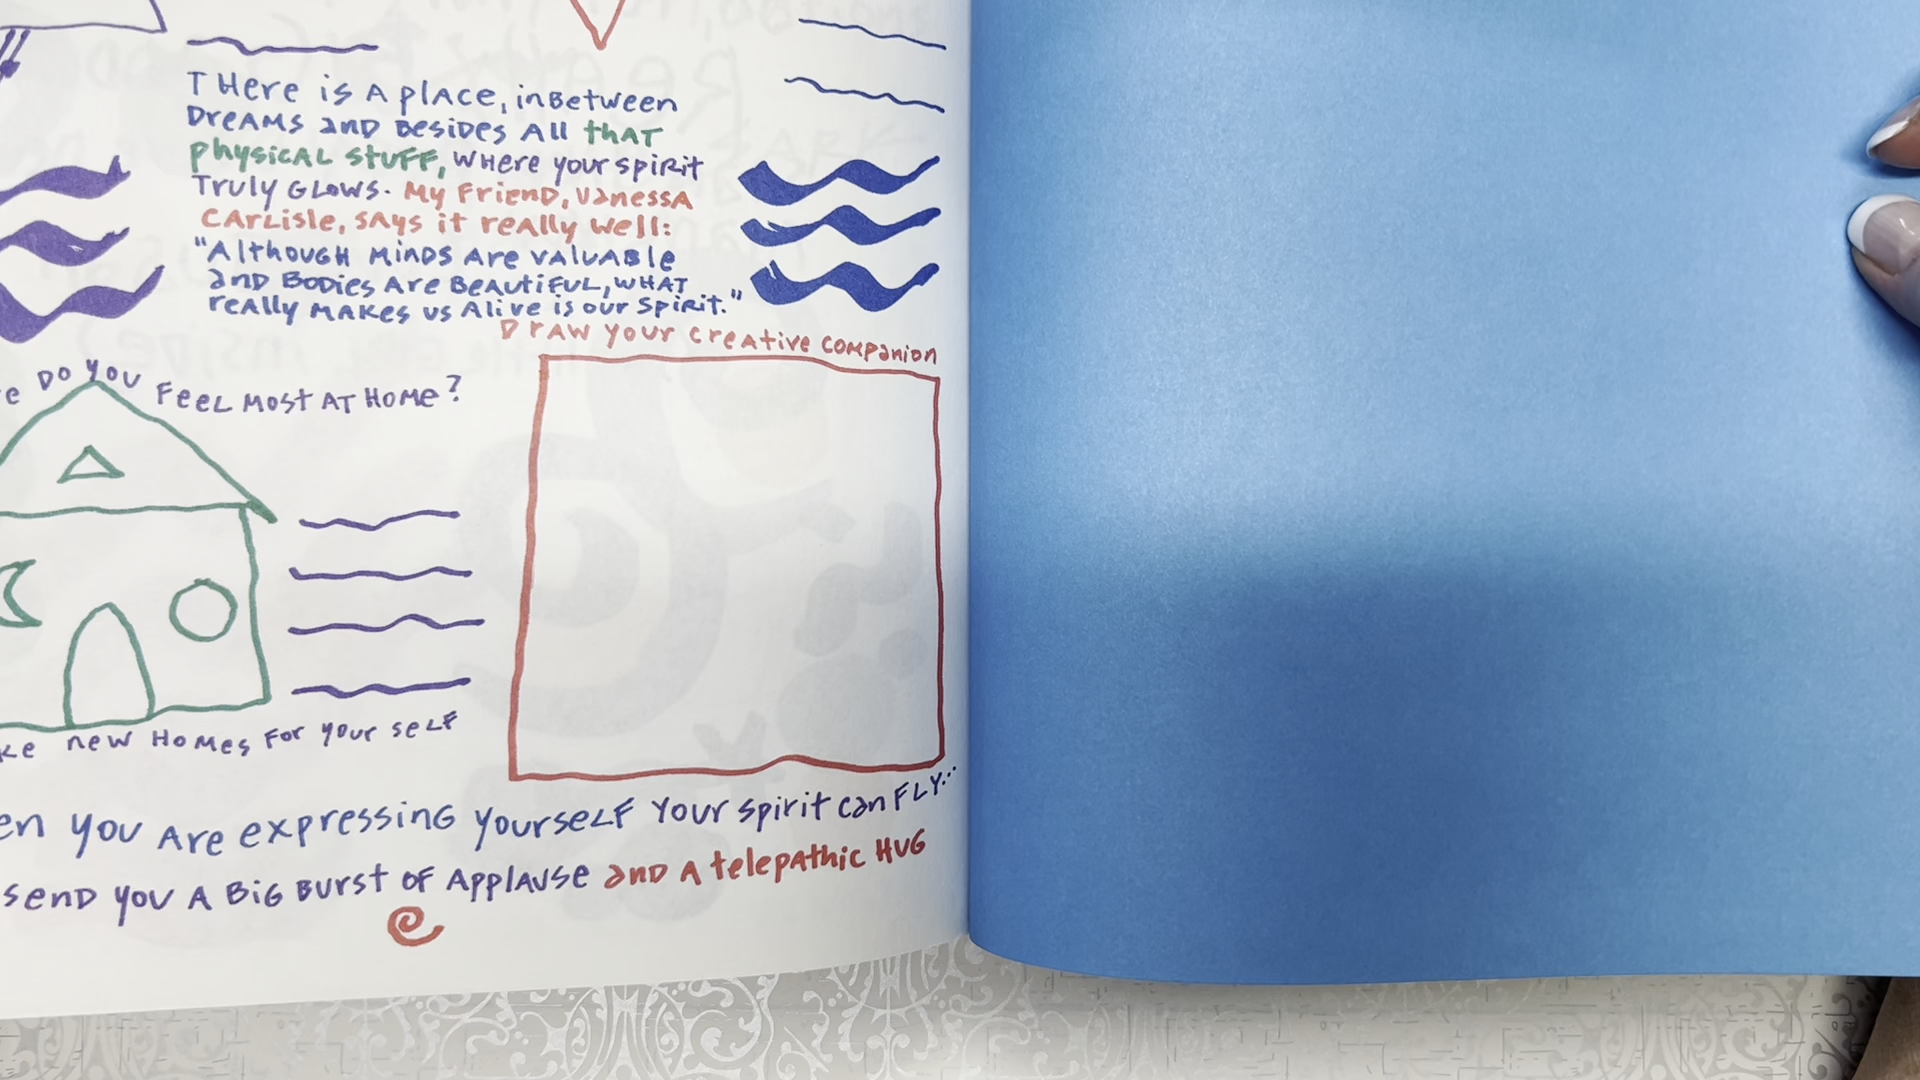 THere is A place, inBetween
DreAMS and Besides All thAT
physicAL stuFF, where your spirit
Truly GLows. My Friend, Vanessa
CArLisle, sAys it really well:
"Although Minds Are vAluAble
and Bodies Are BeAutiFul, wHAT
really MAKes us Alive is our Spirit."
Draw your creative companion
Do you Feel Most AT Home?
new Homes For your selF
you Are expressinG yourselF Your spirit can FLY...
send you A BiG Burst oF ApplAuse and A telepAthic HuG